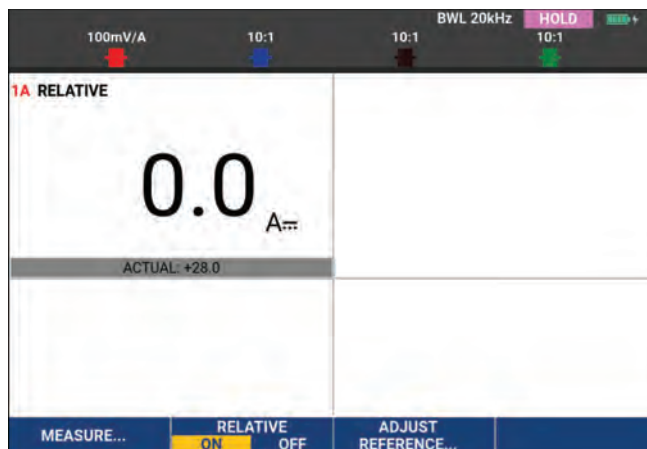 BWL 20kHz HOLD
100mV/A 10:1 10:1 10:1
1A RELATIVE
0.0 A
ACTUAL: +28.0
MEASURE... RELATIVE ADJUST
ON OFF REFERENCE...